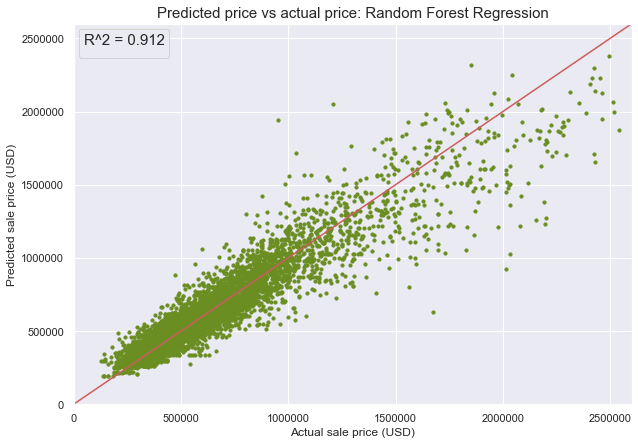 Predicted price vs actual price: Random Forest Regression
R^2 = 0.912
Predicted sale price (USD)
2500000
2000000
1500000
1000000
500000
0
0 500000 1000000 1500000 2000000 2500000
Actual sale price (USD)